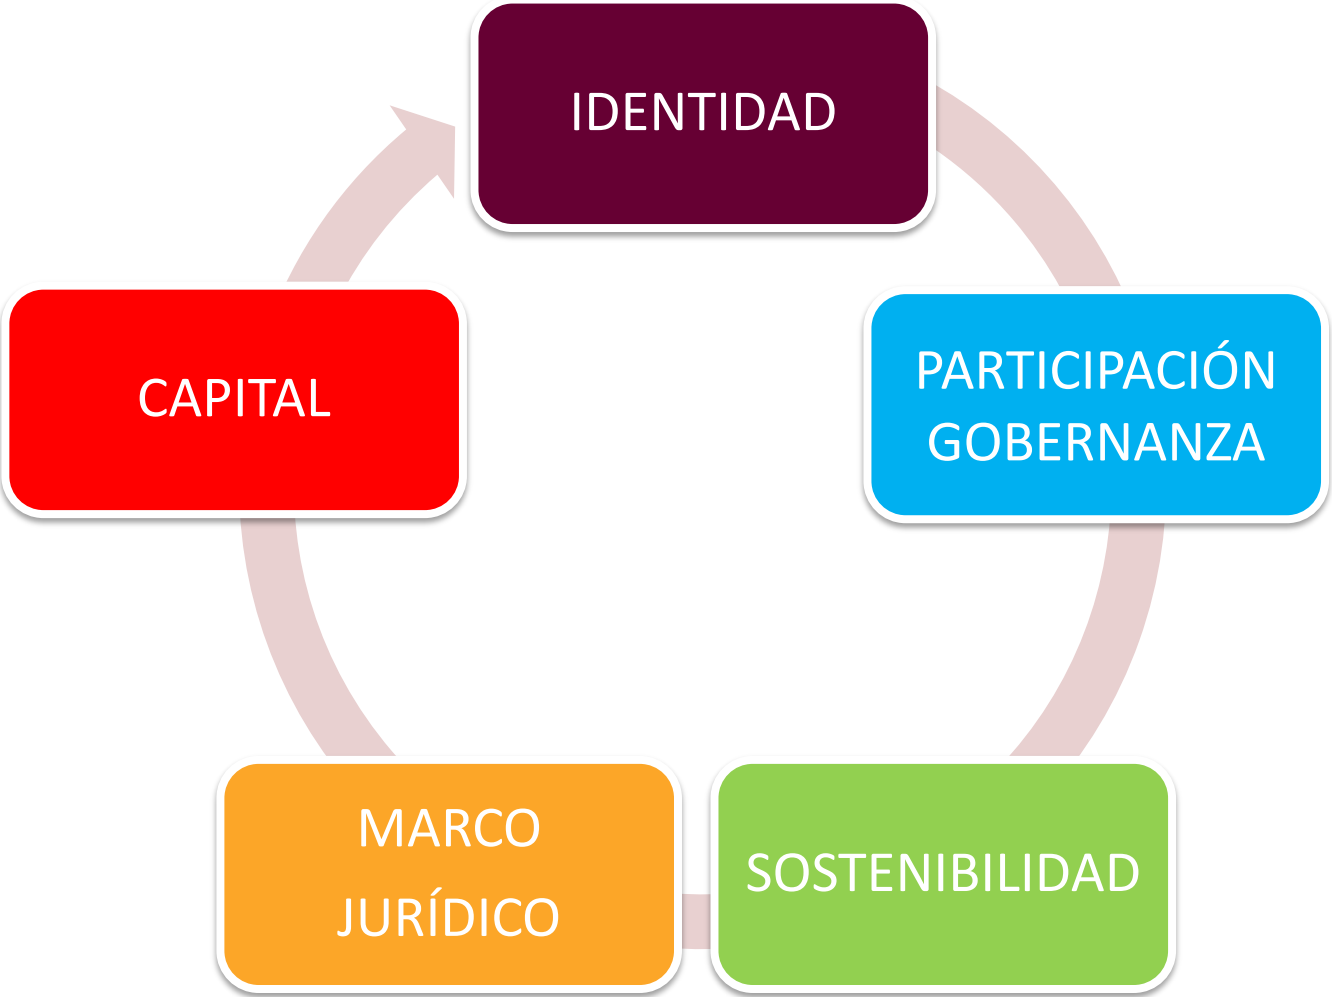 IDENTIDAD
PARTICIPACIÓN
GOBERNANZA
SOSTENIBILIDAD
MARCO
JURÍDICO
CAPITAL